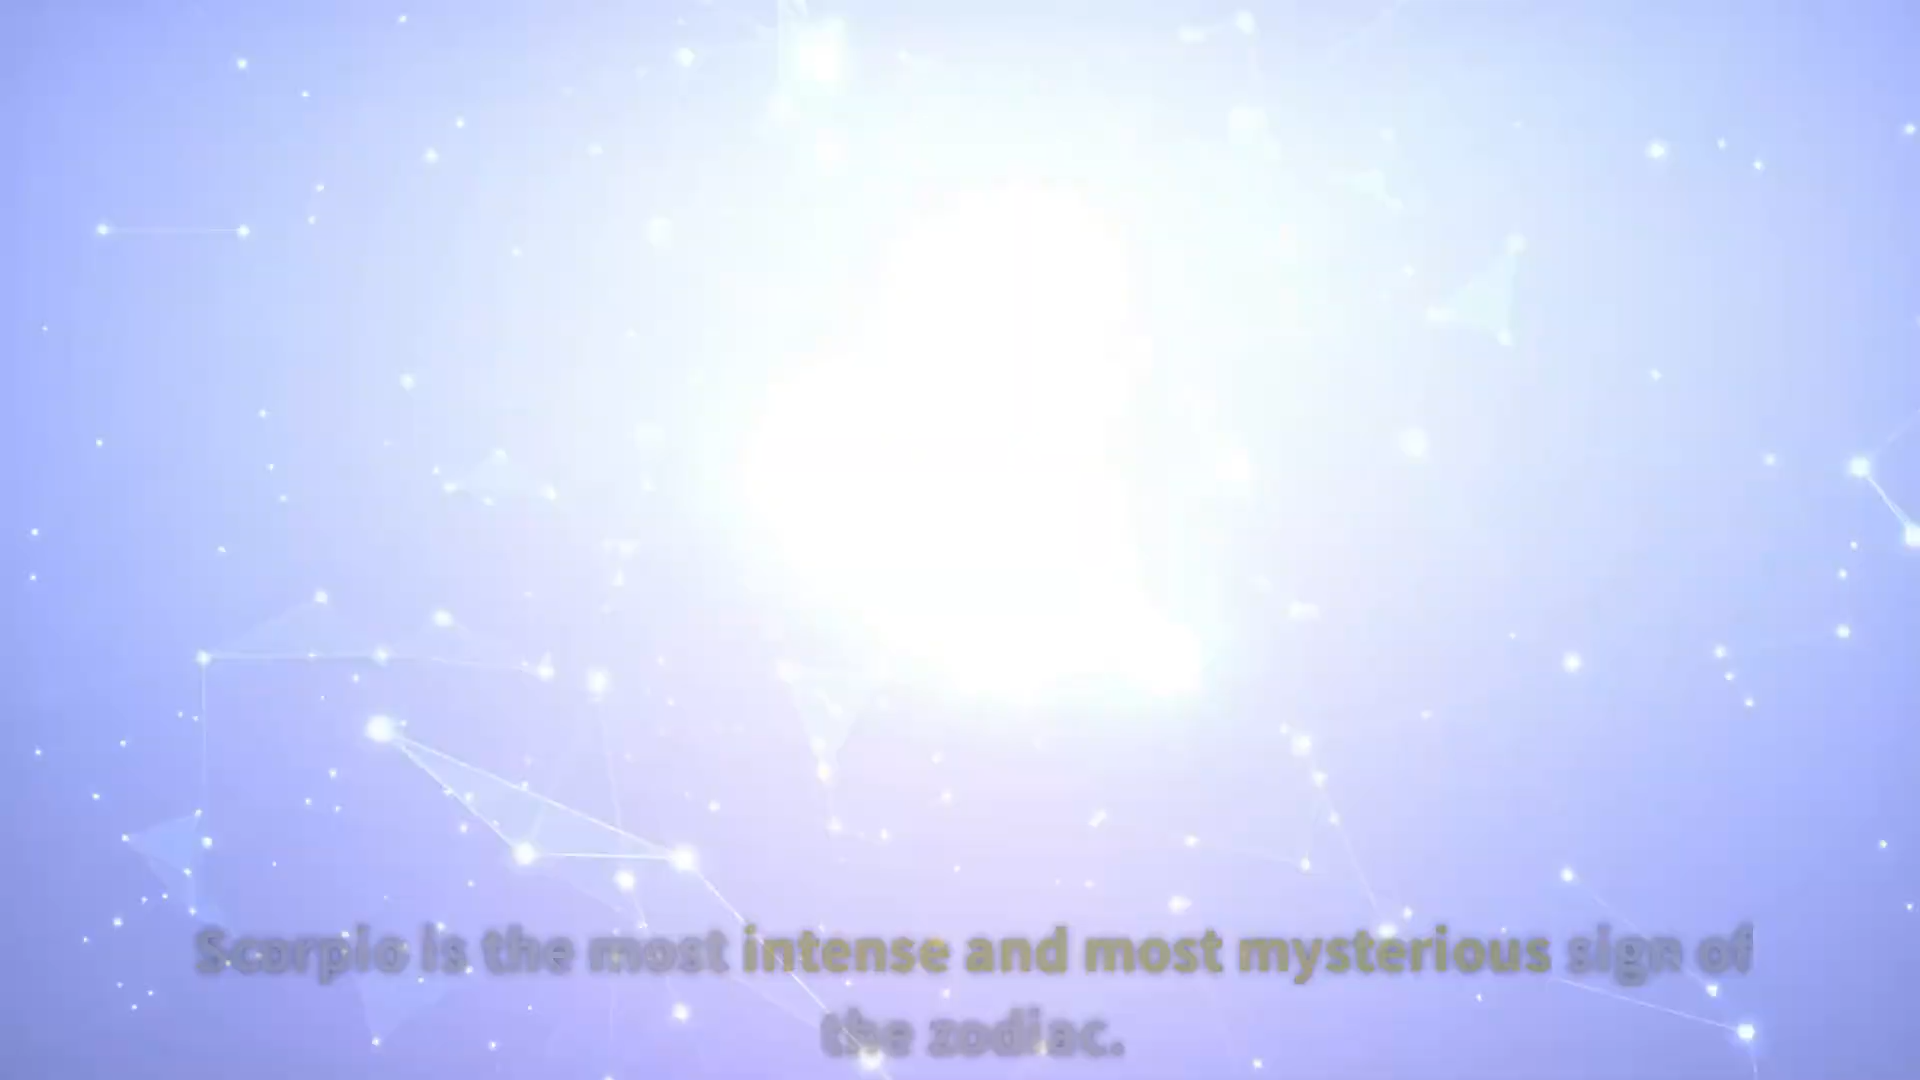 Scorpio is the most intense and most mysterious sign of
the zodiac.